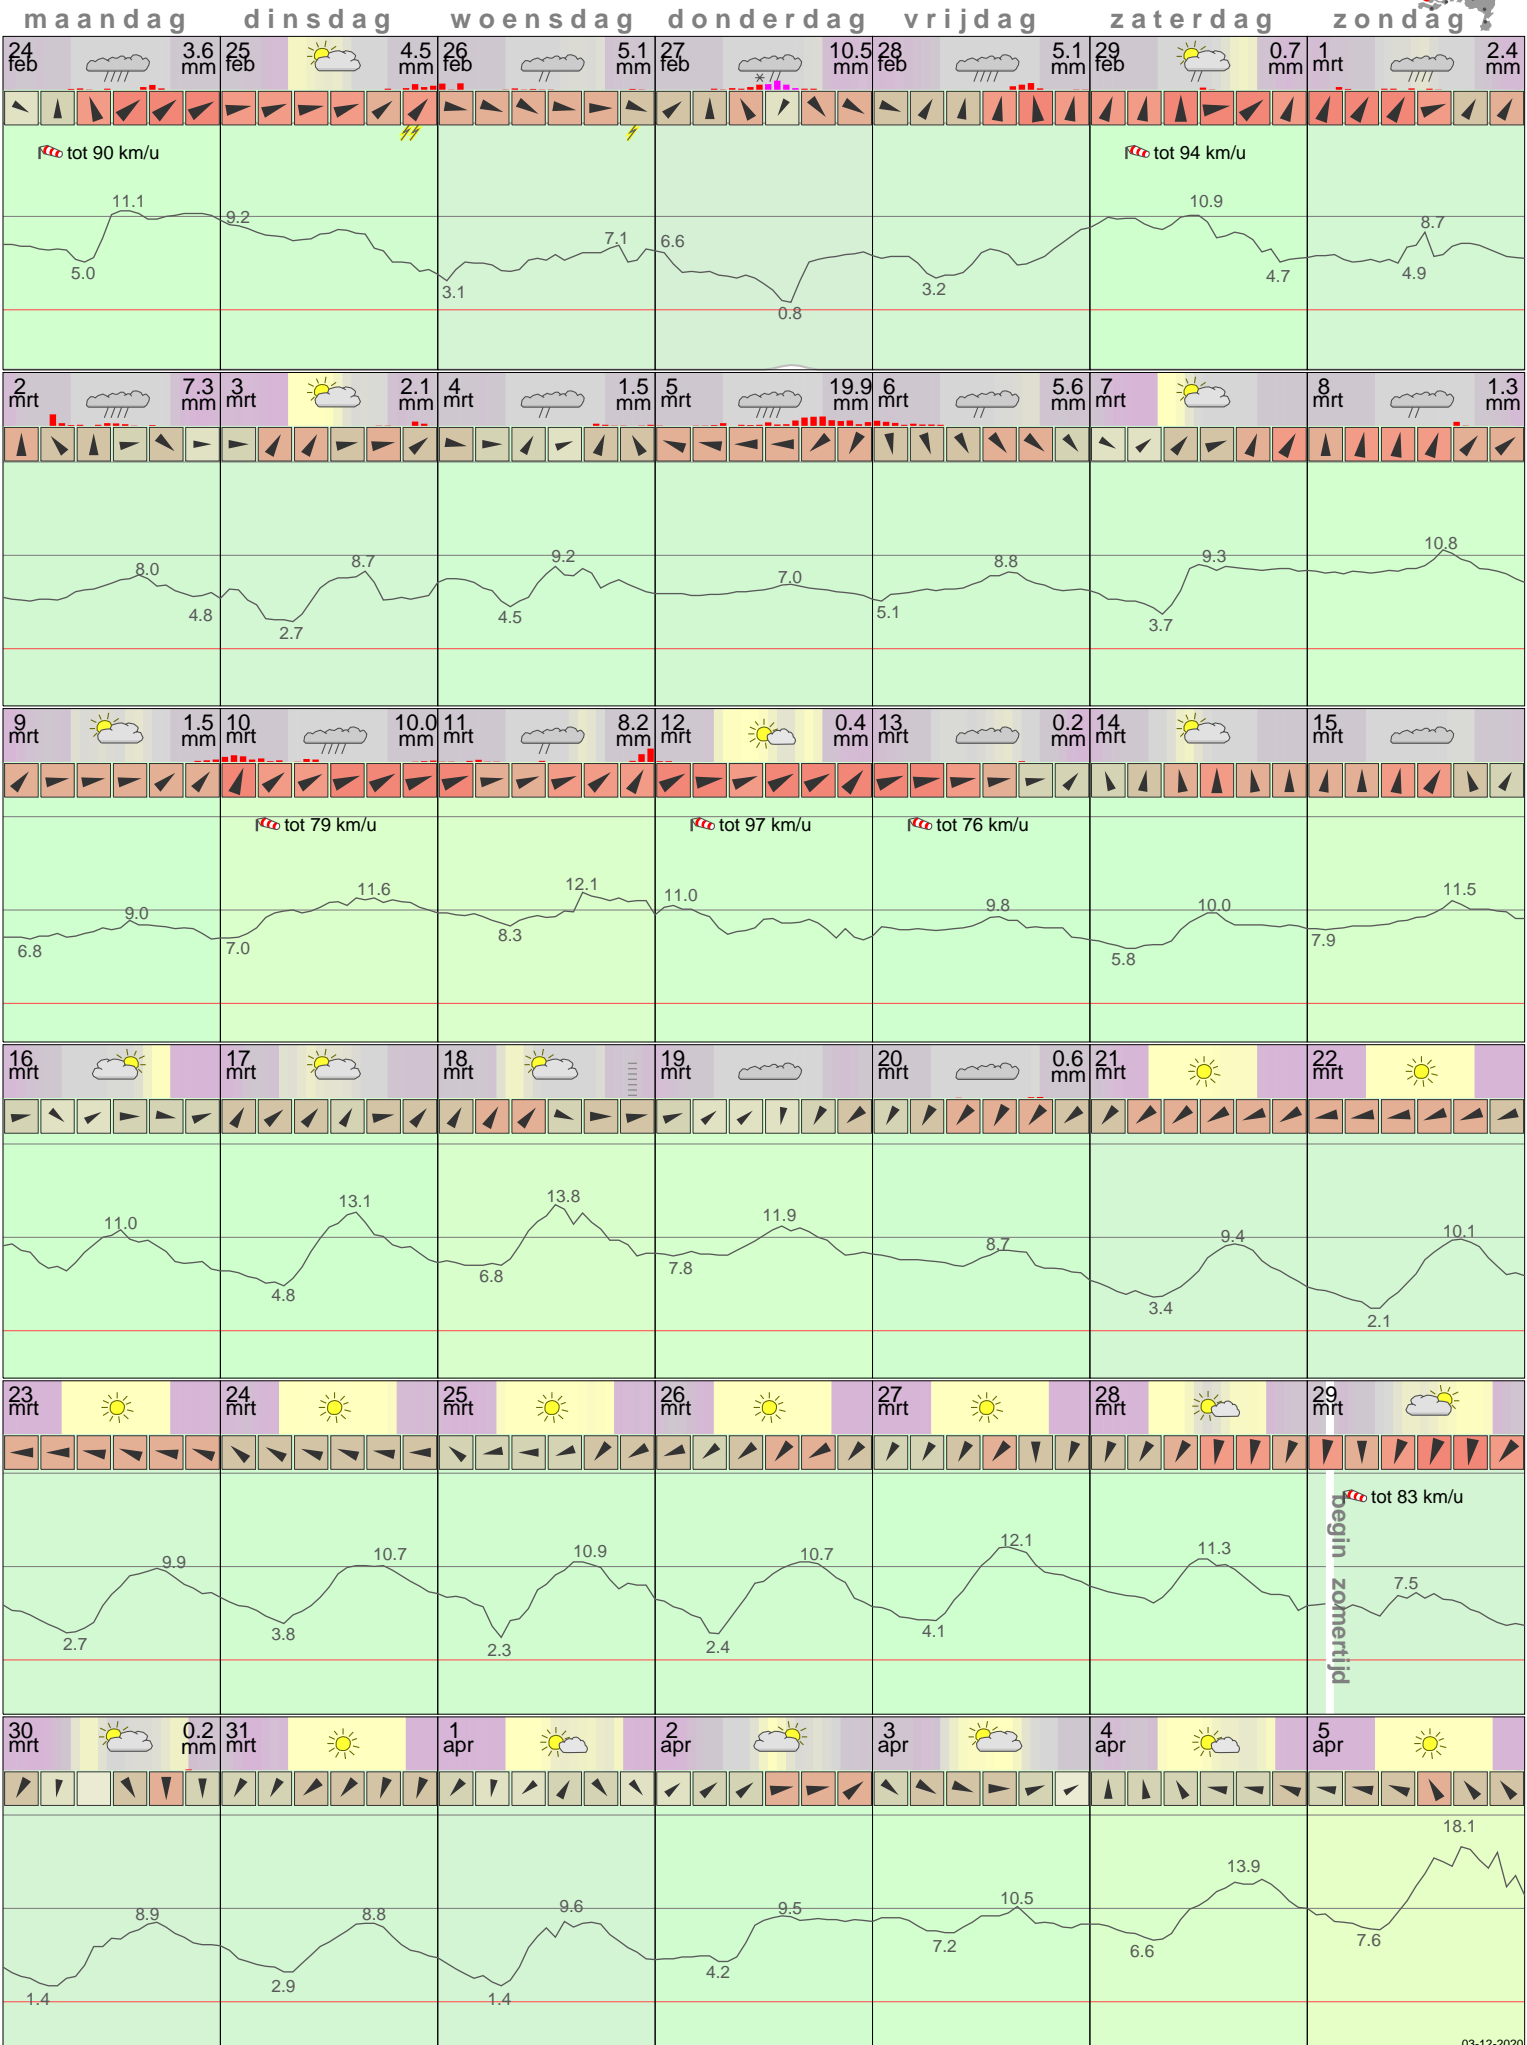 maandag dinsdag woensdag donderdag vrijdag zaterdag zondag
24 feb 3.6 mm 25 feb 4.5 mm 26 feb 5.1 mm 27 feb 10.5 mm 28 feb 5.1 mm 29 feb 0.7 mm 1 mrt 2.4 mm
tot 90 km/u tot 94 km/u
11.1 5.0 9.2 3.1 7.1 6.6 0.8 3.2 10.9 4.7 4.9 8.7
2 mrt 7.3 mm 3 mrt 2.1 mm 4 mrt 1.5 mm 5 mrt 19.9 mm 6 mrt 5.6 mm 7 mrt 8 mrt 1.3 mm
8.0 4.8 2.7 8.7 4.5 9.2 7.0 5.1 8.8 3.7 9.3 10.8
9 mrt 1.5 mm 10 mrt 10.0 mm 11 mrt 8.2 mm 12 mrt 0.4 mm 13 mrt 0.2 mm 14 mrt 15 mrt
tot 79 km/u tot 97 km/u tot 76 km/u
6.8 9.0 7.0 11.6 8.3 12.1 11.0 9.8 5.8 10.0 7.9 11.5
16 mrt 17 mrt 18 mrt 19 mrt 20 mrt 0.6 mm 21 mrt 22 mrt
11.0 4.8 13.1 6.8 13.8 7.8 11.9 8.7 3.4 9.4 2.1 10.1
23 mrt 24 mrt 25 mrt 26 mrt 27 mrt 28 mrt 29 mrt
tot 83 km/u
begin zomertijd
2.7 9.9 3.8 10.7 2.3 10.9 2.4 10.7 4.1 12.1 11.3 7.5
30 mrt 0.2 mm 31 mrt 1 apr 2 apr 3 apr 4 apr 5 apr
1.4 8.9 2.9 8.8 1.4 9.6 4.2 9.5 7.2 10.5 6.6 13.9 7.6 18.1
03-12-2020